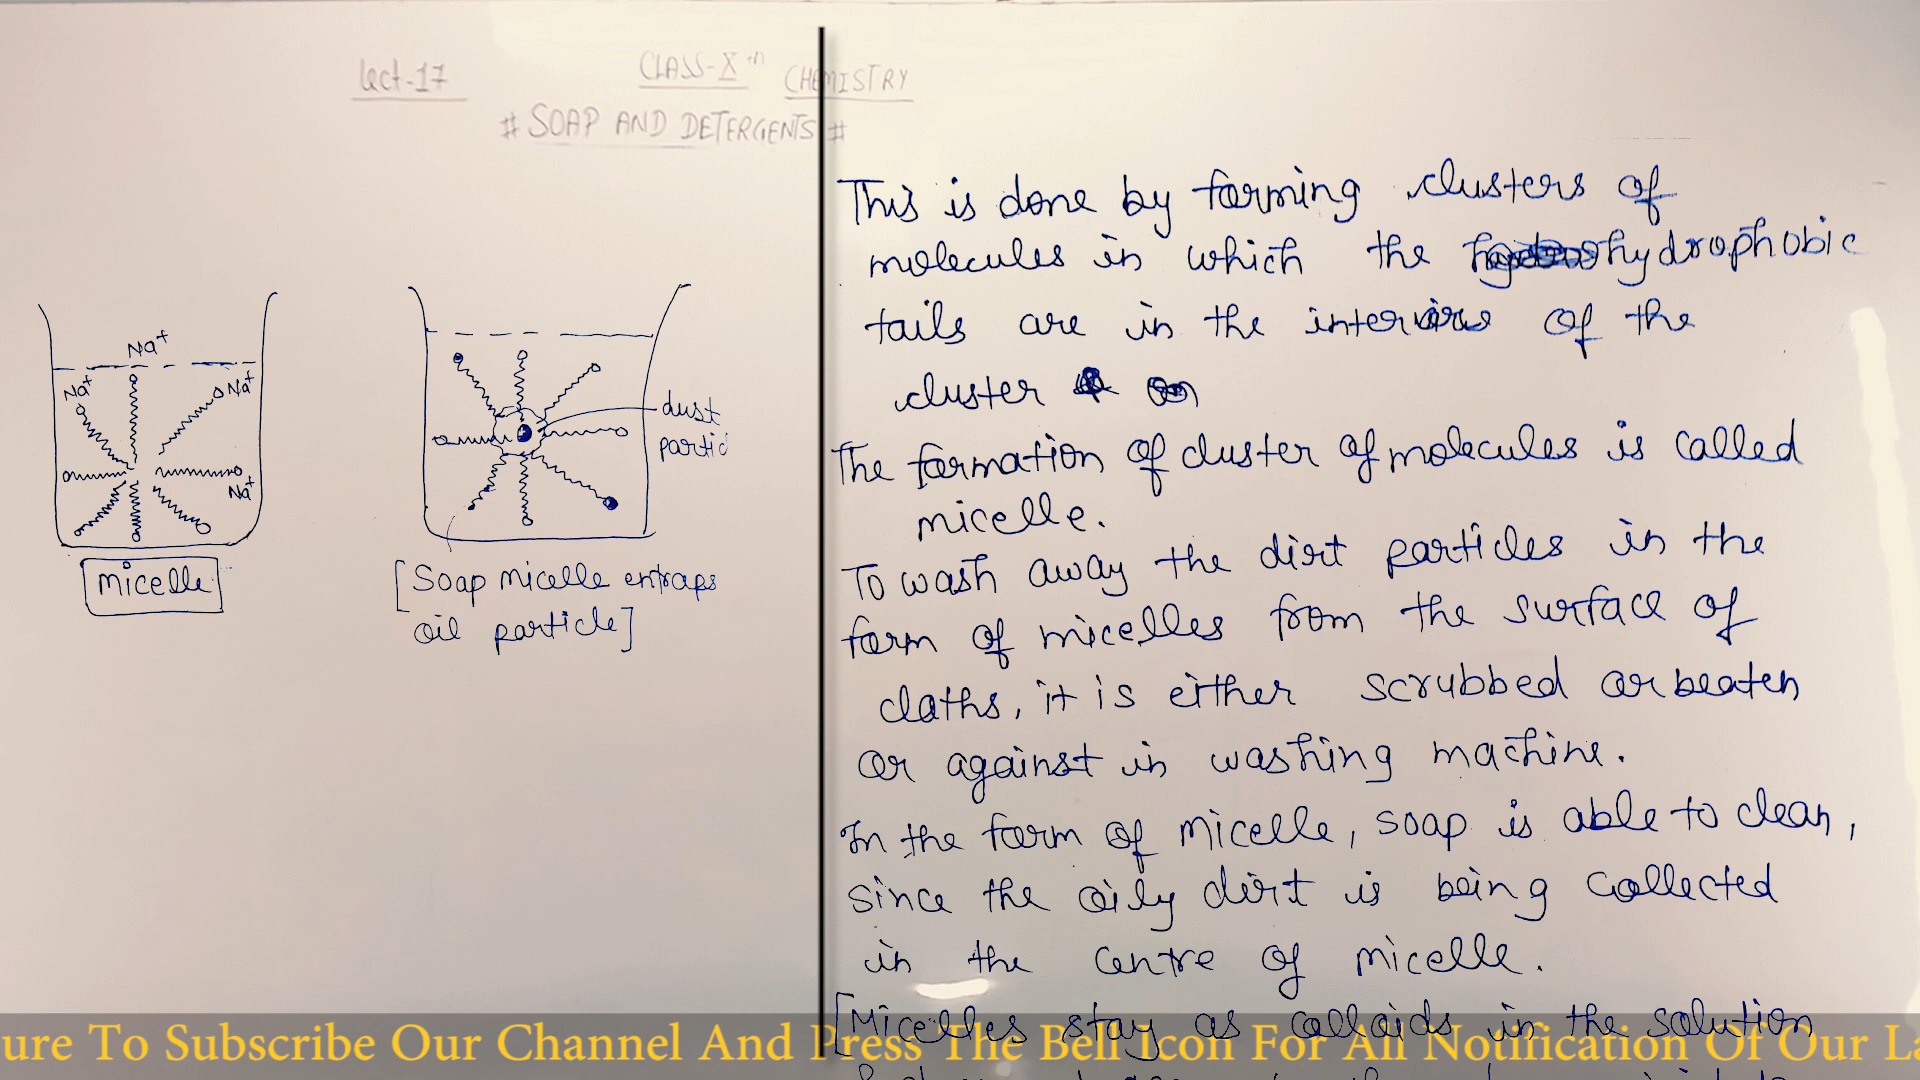 Lect-17
CLASS-Xth CHEMISTRY
# SOAP AND DETERGENTS #
Na+
Na+
Na+
Na+
micelle
dust
partic
[Soap micelle entraps
oil particle]
This is done by forming clusters of
molecules in which the hydrophobic
tails are in the interior of the
cluster
The formation of cluster of molecules is called
micelle.
To wash away the dirt particles in the
form of micelles from the surface of
cloths, it is either scrubbed or beaten
or against in washing machine.
In the form of micelle, soap is able to clean,
since the oily dirt is being collected
in the centre of micelle.
[Micelles stay as colloids in the solution
ure To Subscribe Our Channel And Press The Bell Icon For All Notification Of Our La